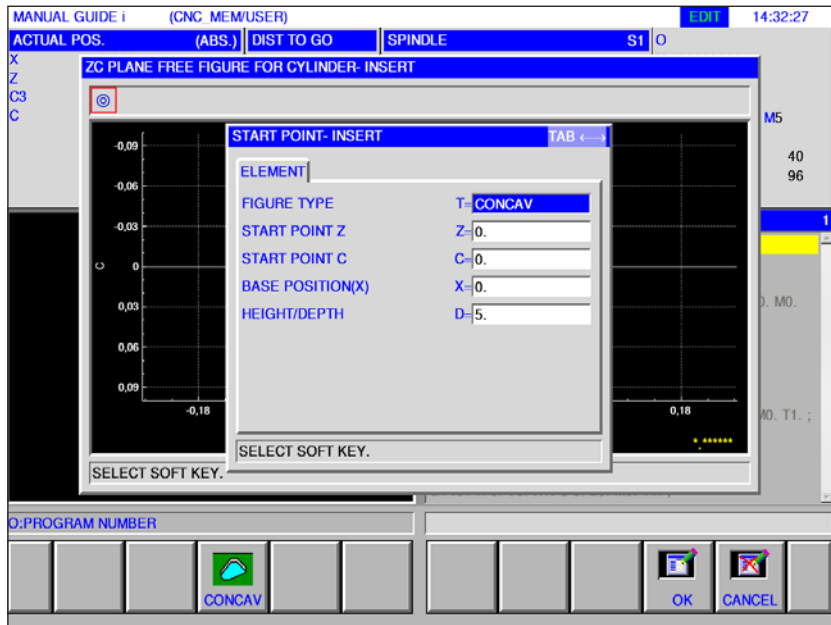 MANUAL GUIDE i (CNC_MEM/USER) EDIT 14:32:27
ACTUAL POS. (ABS.) DIST TO GO SPINDLE S1 O
X
Z
C3
C
M5
40
96
1
ZC PLANE FREE FIGURE FOR CYLINDER- INSERT
START POINT- INSERT TAB
ELEMENT
FIGURE TYPE T= CONCAV
START POINT Z Z= 0.
START POINT C C= 0.
BASE POSITION(X) X= 0.
HEIGHT/DEPTH D= 5.
SELECT SOFT KEY.
-0,09
-0,06
-0,03
C 0
0,03
0,06
0,09
-0,18 0,18
*.******
M0.
M0. T1. ;
SELECT SOFT KEY.
O:PROGRAM NUMBER
CONCAV OK CANCEL